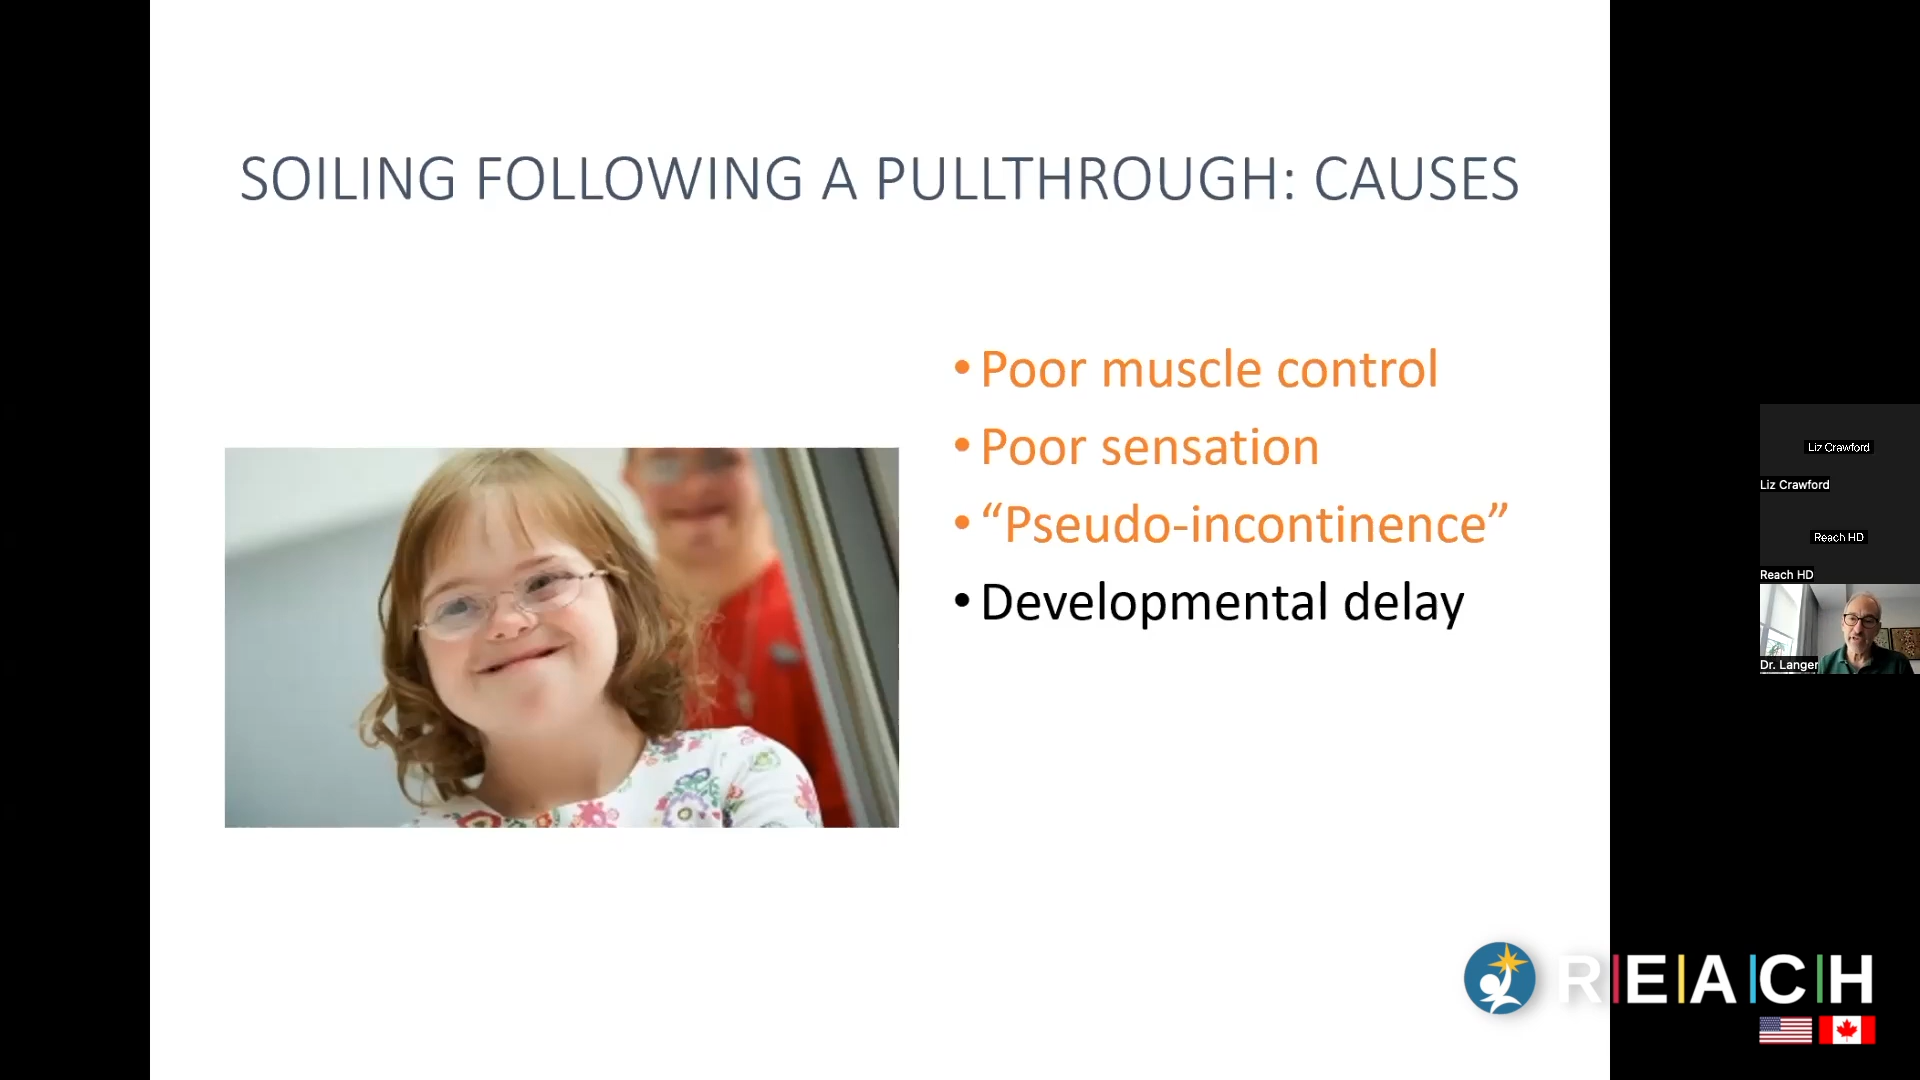 SOILING FOLLOWING A PULLTHROUGH: CAUSES
• Poor muscle control
• Poor sensation
• “Pseudo-incontinence”
• Developmental delay
Liz Crawford
Liz Crawford
Reach HD
Reach HD
Dr. Langer
R|E|A|C|H